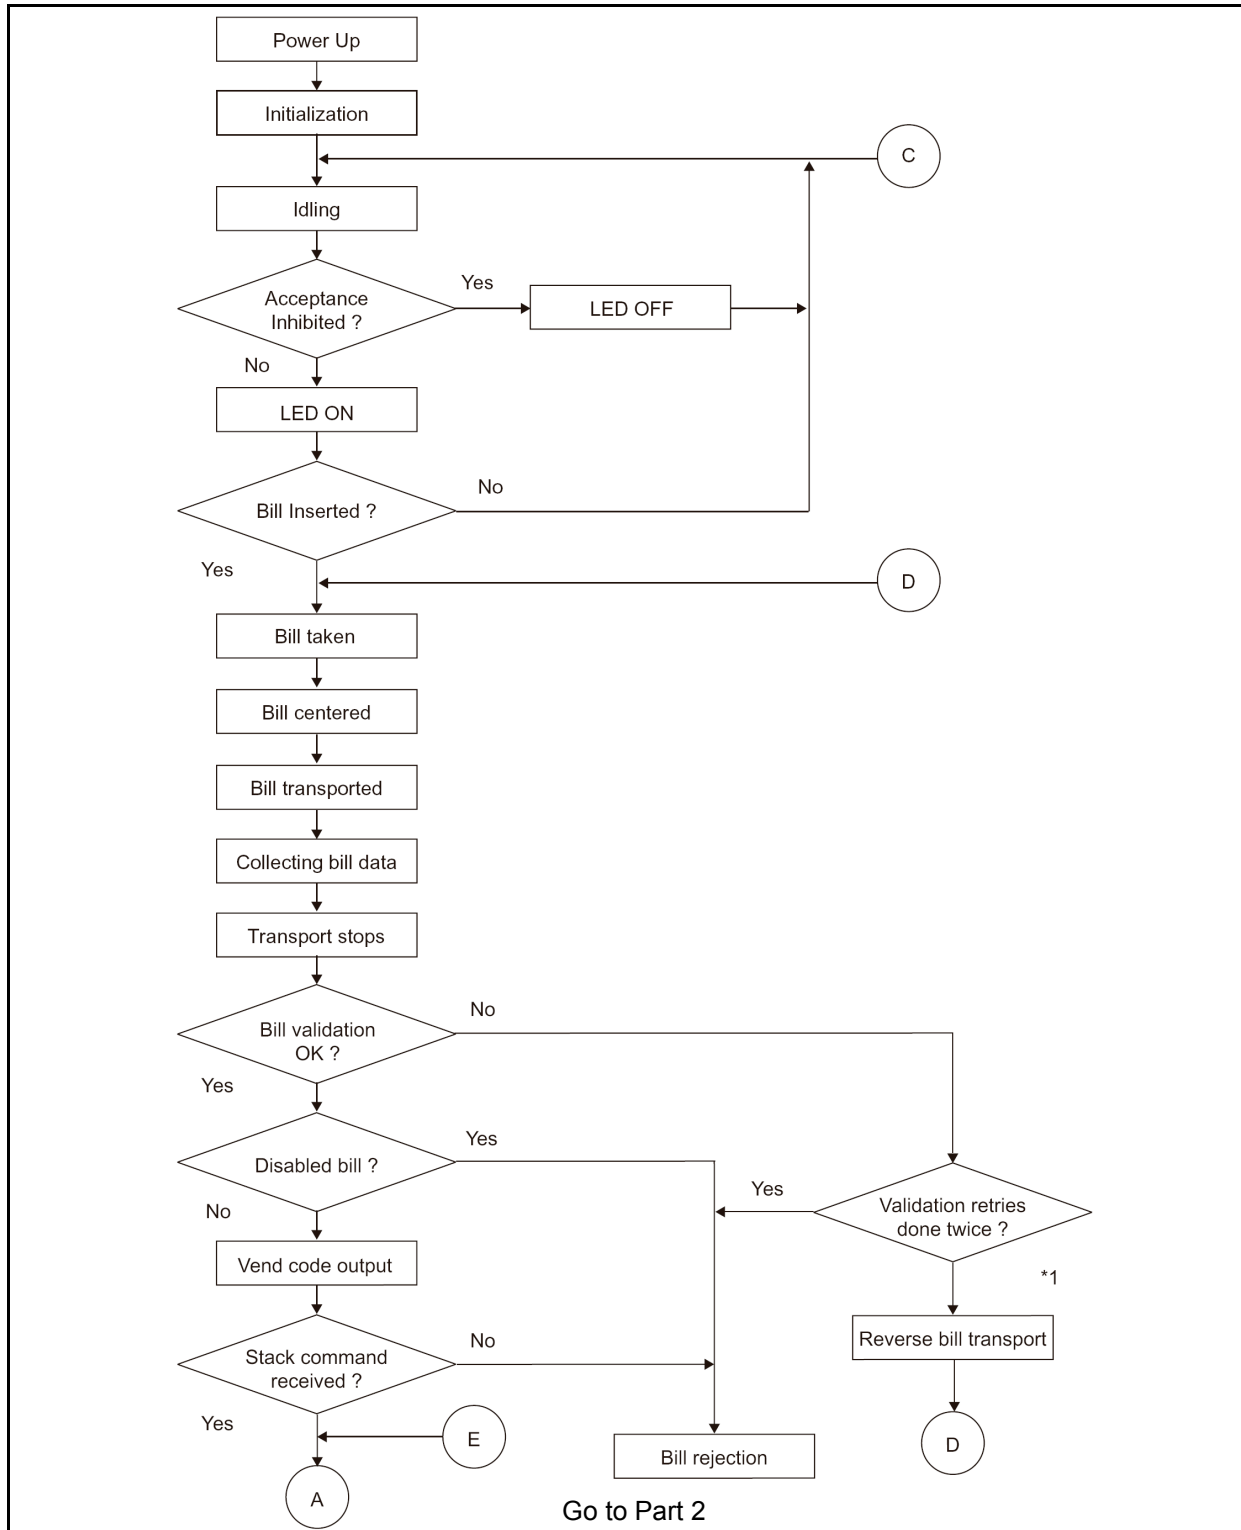 Power Up
Initialization
C
Idling
Acceptance
Inhibited ?
Yes
LED OFF
No
LED ON
Bill Inserted ?
No
Yes
D
Bill taken
Bill centered
Bill transported
Collecting bill data
Transport stops
Bill validation
OK ?
No
Yes
Disabled bill ?
Yes
Yes
Validation retries
done twice ?
No
*1
Vend code output
Reverse bill transport
Stack command
received ?
No
Yes
E
D
Bill rejection
A
Go to Part 2